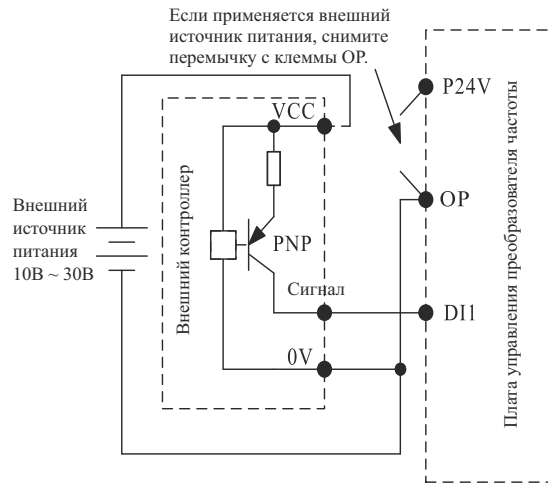 Если применяется внешний
источник питания, снимите
перемычку с клеммы OP.
P24V
VCC
Внешний
источник
питания
10В ~ 30В
Внешний контроллер
PNP
OP
Сигнал
DI1
0V
Плата управления преобразователя частоты